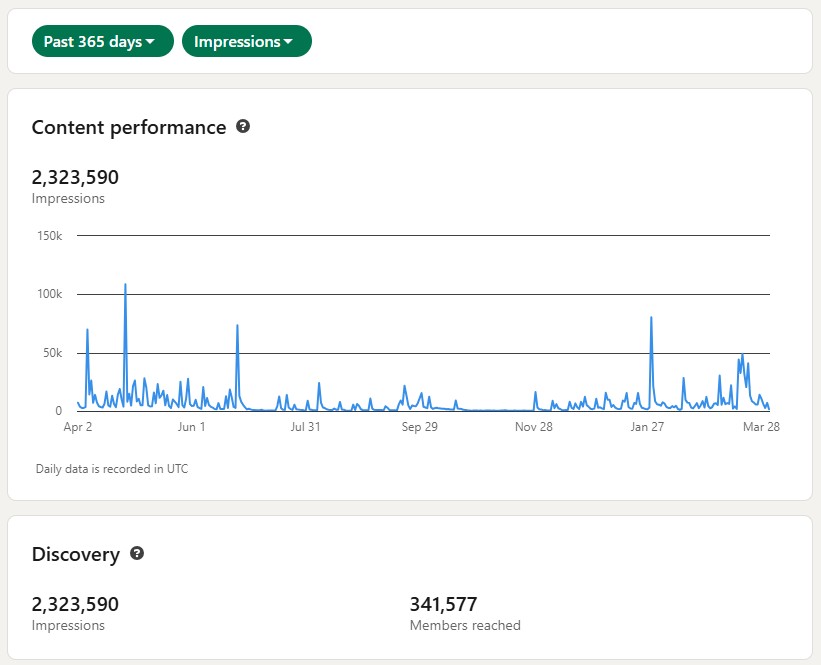 Past 365 days
Impressions
Content performance
2,323,590
Impressions
150k
100k
50k
0
Apr 2
Jun 1
Jul 31
Sep 29
Nov 28
Jan 27
Mar 28
Daily data is recorded in UTC
Discovery
2,323,590
341,577
Impressions
Members reached